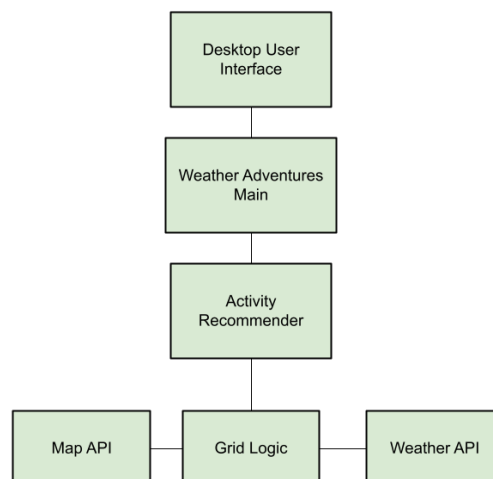 Desktop User
Interface
Weather Adventures
Main
Activity
Recommender
Map API
Grid Logic
Weather API